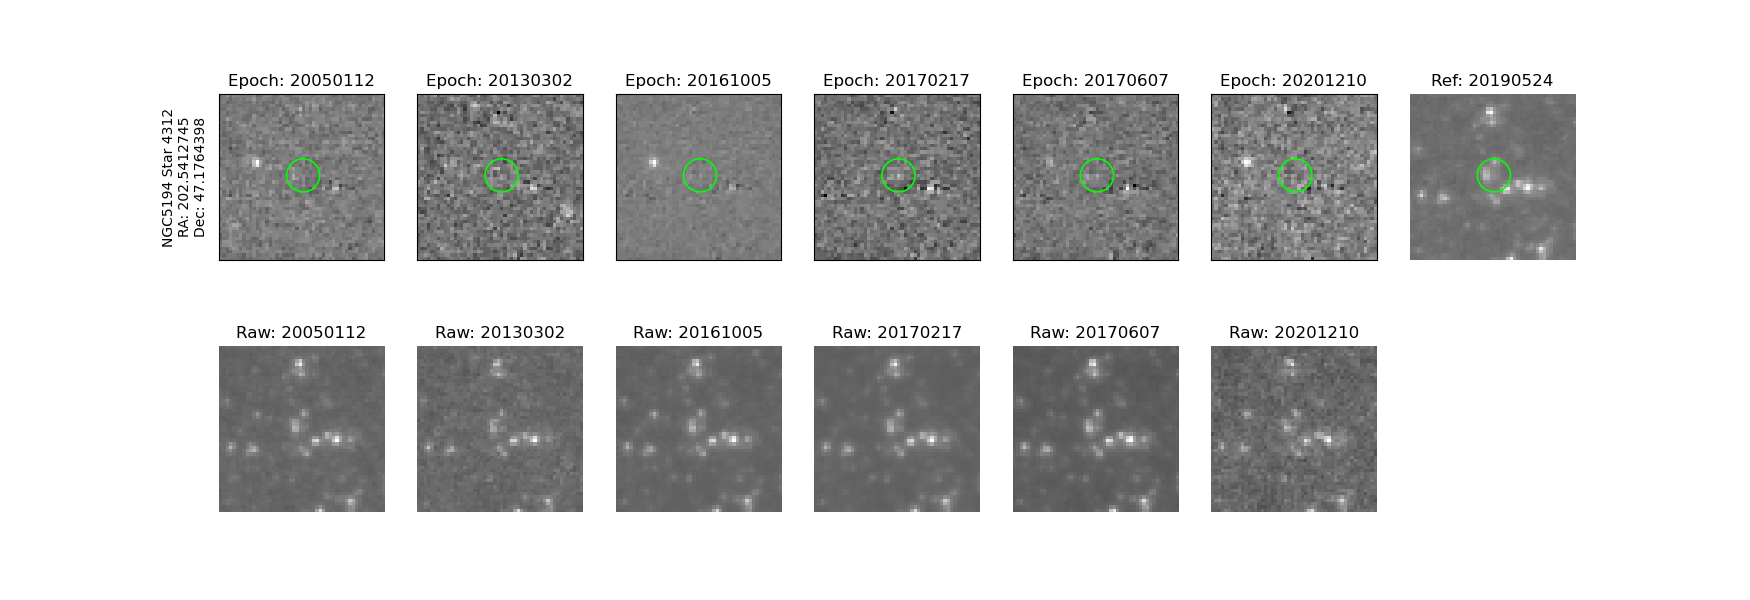 Epoch: 20050112
Epoch: 20130302
Epoch: 20161005
Epoch: 20170217
Epoch: 20170607
Epoch: 20201210
Ref: 20190524
NGC5194 Star 4312
RA: 202.5412745
Dec: 47.1764398
Raw: 20050112
Raw: 20130302
Raw: 20161005
Raw: 20170217
Raw: 20170607
Raw: 20201210